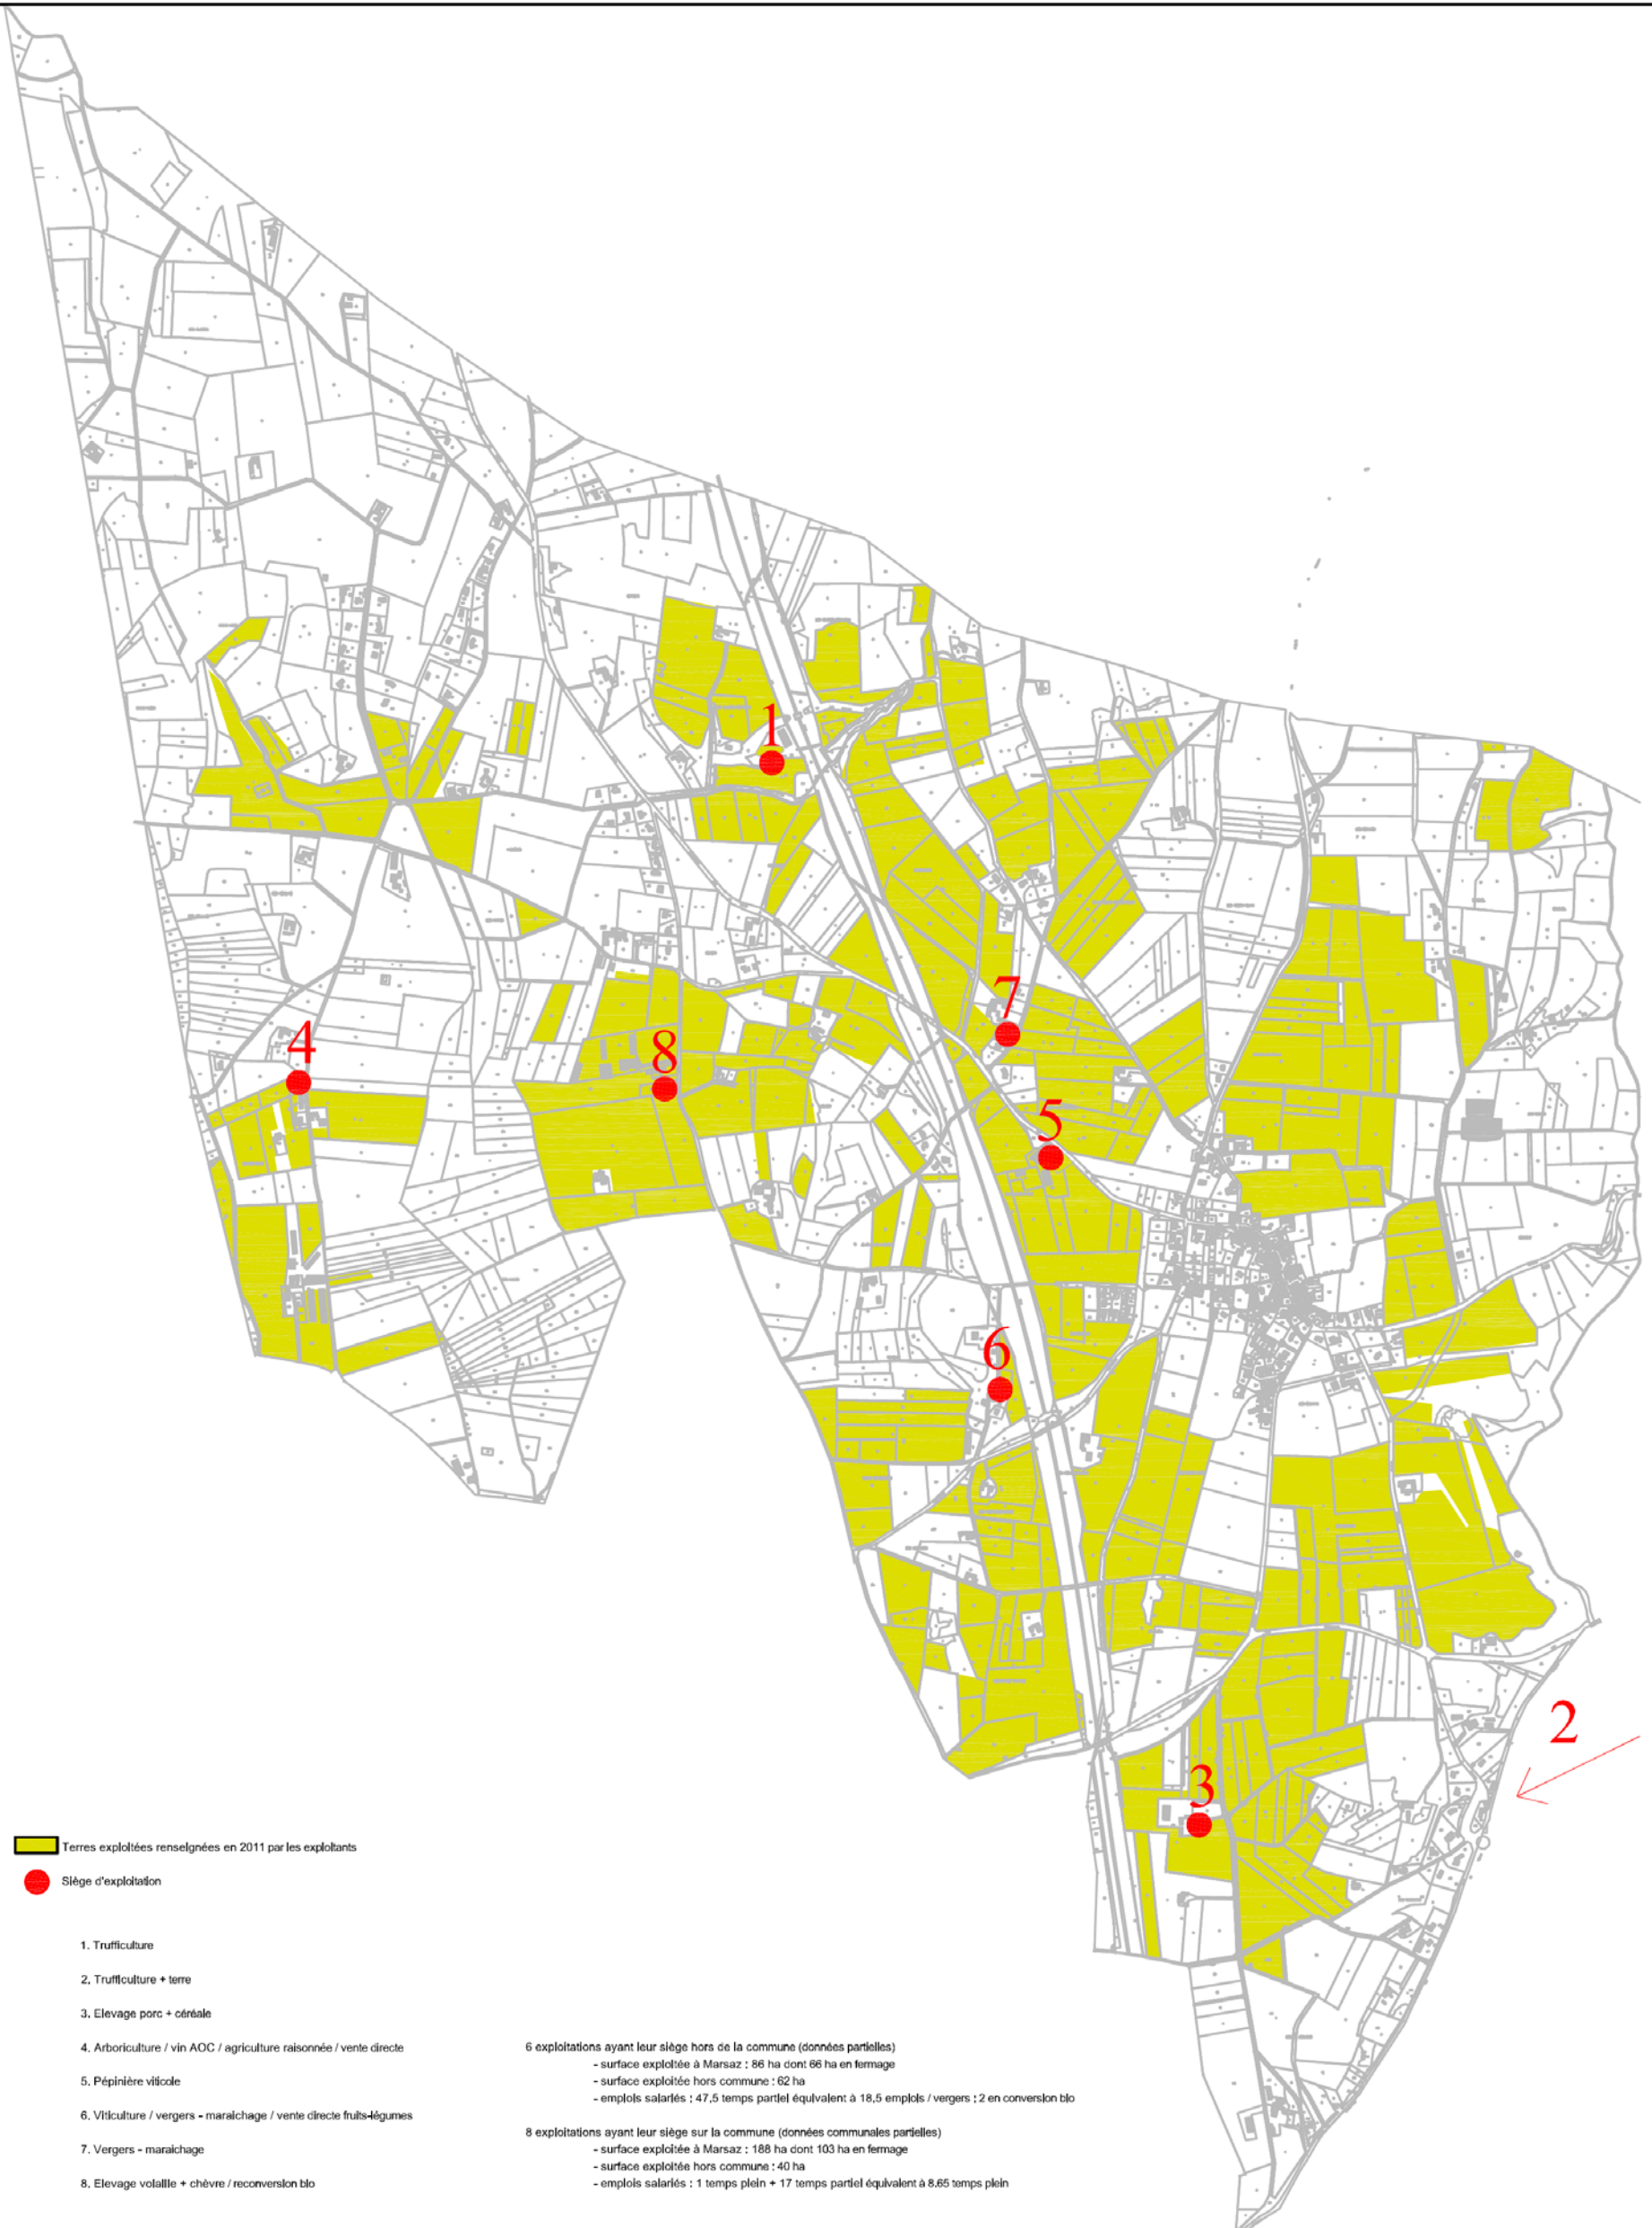 1
7
4
8
5
6
2
3
Terres exploitées renseignées en 2011 par les exploitants
Siège d'exploitation
1. Trufficulture
2. Trufficulture + terre
3. Elevage porc + céréale
4. Arboriculture / vin AOC / agriculture raisonnée / vente directe
5. Pépinière viticole
6. Viticulture / vergers - maraichage / vente directe fruits-légumes
7. Vergers - maraichage
8. Elevage volaille + chèvre / reconversion bio
6 exploitations ayant leur siège hors de la commune (données partielles)
- surface exploitée à Marsaz : 86 ha dont 66 ha en fermage
- surface exploitée hors commune : 62 ha
- emplois salariés : 47,5 temps partiel équivalent à 18,5 emplois / vergers : 2 en conversion bio
8 exploitations ayant leur siège sur la commune (données communales partielles)
- surface exploitée à Marsaz : 188 ha dont 103 ha en fermage
- surface exploitée hors commune : 40 ha
- emplois salariés : 1 temps plein + 17 temps partiel équivalent à 8.65 temps plein